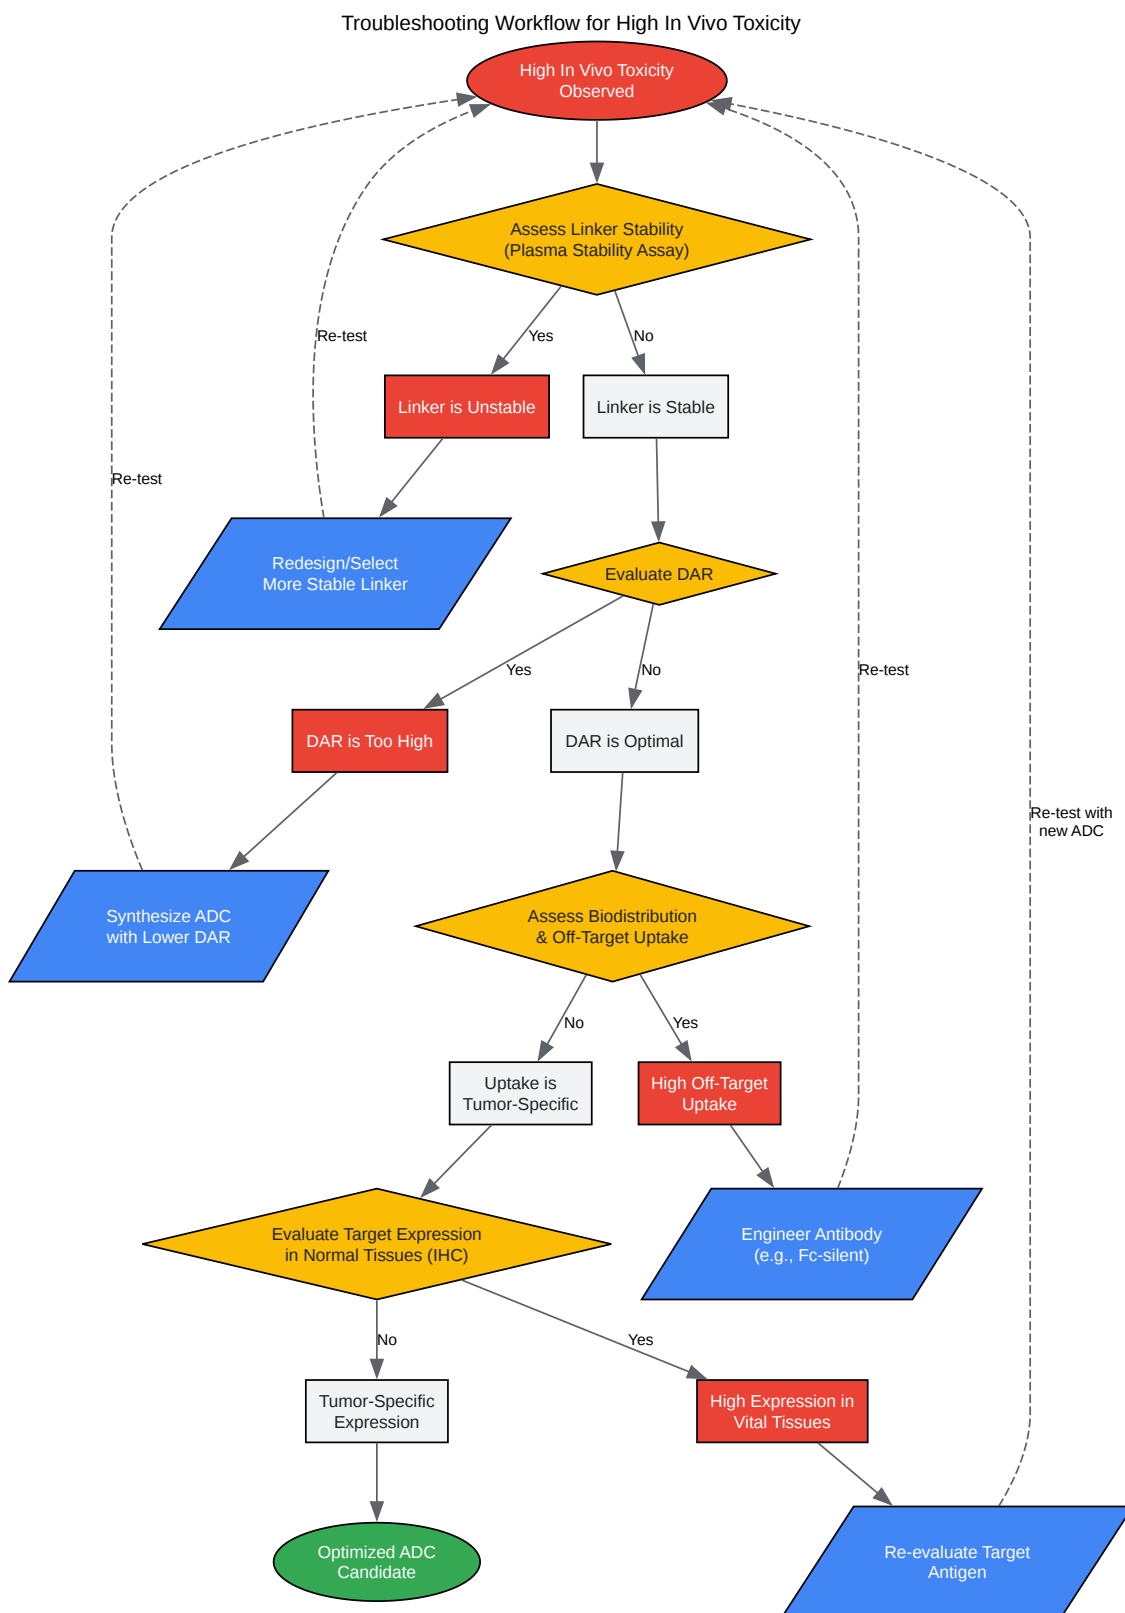 Troubleshooting Workflow for High In Vivo Toxicity
High In Vivo Toxicity
Observed
Assess Linker Stability
(Plasma Stability Assay)
Yes
No
Re-test
Linker is Unstable
Linker is Stable
Re-test
Redesign/Select
More Stable Linker
Evaluate DAR
Yes
No
Re-test
DAR is Too High
DAR is Optimal
Re-test with
new ADC
Synthesize ADC
with Lower DAR
Assess Biodistribution
& Off-Target Uptake
No
Yes
Uptake is
Tumor-Specific
High Off-Target
Uptake
Evaluate Target Expression
in Normal Tissues (IHC)
Engineer Antibody
(e.g., Fc-silent)
No
Yes
Tumor-Specific
Expression
High Expression in
Vital Tissues
Optimized ADC
Candidate
Re-evaluate Target
Antigen